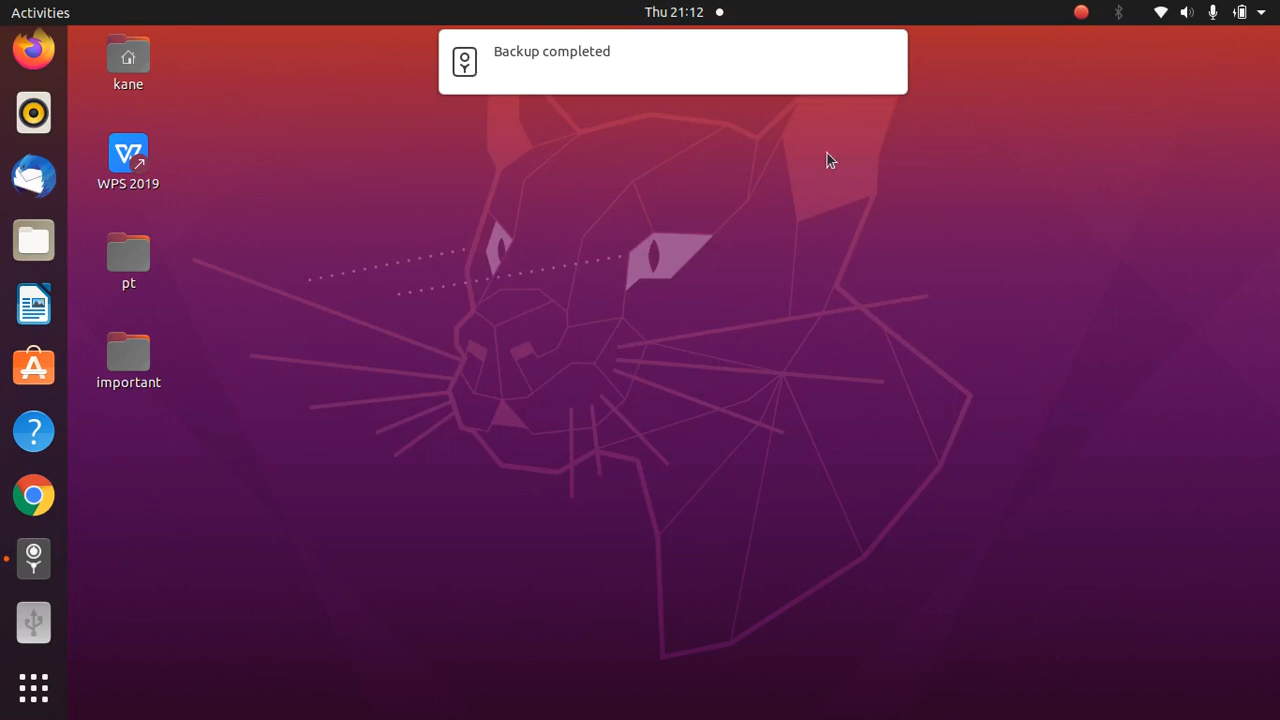 Activities
Thu 21:12
Backup completed
kane
WPS 2019
pt
important